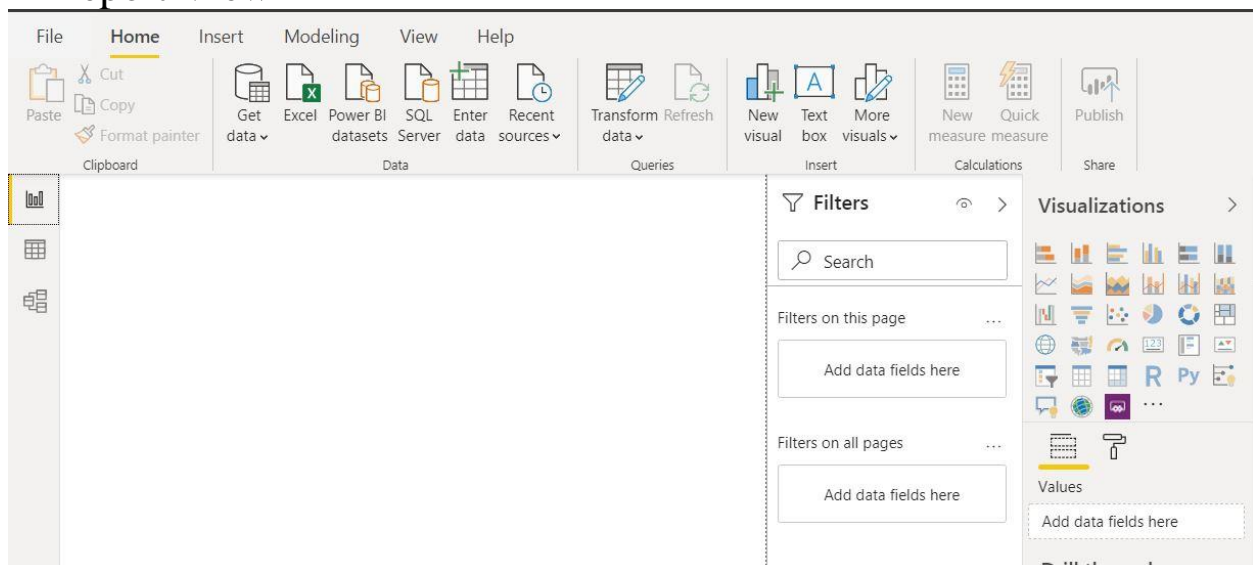 File Home Insert Modeling View Help
Paste
Cut
Copy
Format painter
Clipboard
Get data
Excel
Power BI datasets
SQL Server
Enter data
Recent sources
Data
Transform data
Refresh
Queries
New visual
Text box
More visuals
Insert
New measure
Quick measure
Calculations
Publish
Share
Filters
Search
Filters on this page ...
Add data fields here
Filters on all pages ...
Add data fields here
Visualizations
123
R Py
...
Values
Add data fields here